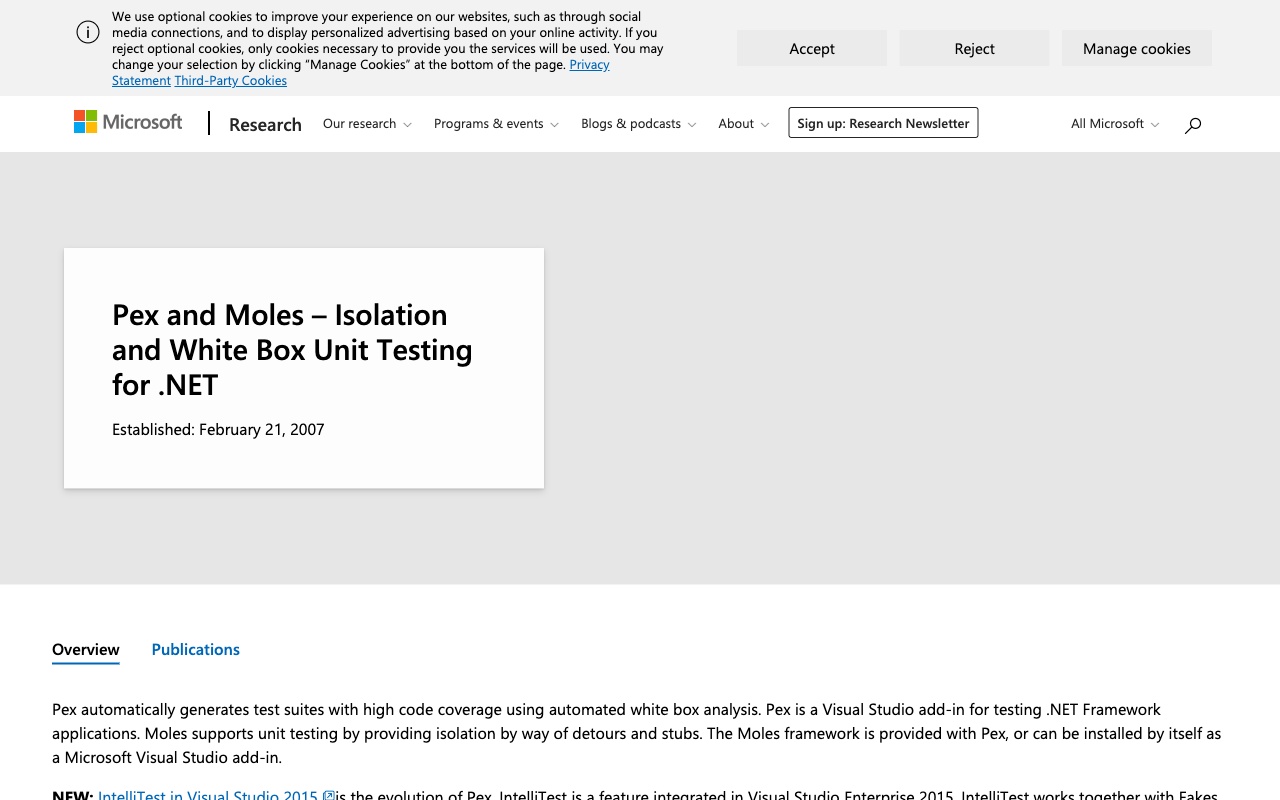 We use optional cookies to improve your experience on our websites, such as through social
media connections, and to display personalized advertising based on your online activity. If you
reject optional cookies, only cookies necessary to provide you the services will be used. You may
change your selection by clicking “Manage Cookies” at the bottom of the page. Privacy
Statement Third-Party Cookies
Accept
Reject
Manage cookies
Microsoft
Research
Our research
Programs & events
Blogs & podcasts
About
Sign up: Research Newsletter
All Microsoft
Pex and Moles – Isolation
and White Box Unit Testing
for .NET
Established: February 21, 2007
Overview
Publications
Pex automatically generates test suites with high code coverage using automated white box analysis. Pex is a Visual Studio add-in for testing .NET Framework
applications. Moles supports unit testing by providing isolation by way of detours and stubs. The Moles framework is provided with Pex, or can be installed by itself as
a Microsoft Visual Studio add-in.
NEW: IntelliTest in Visual Studio 2015 is the evolution of Pex. IntelliTest is a feature integrated in Visual Studio Enterprise 2015. IntelliTest works together with Fakes